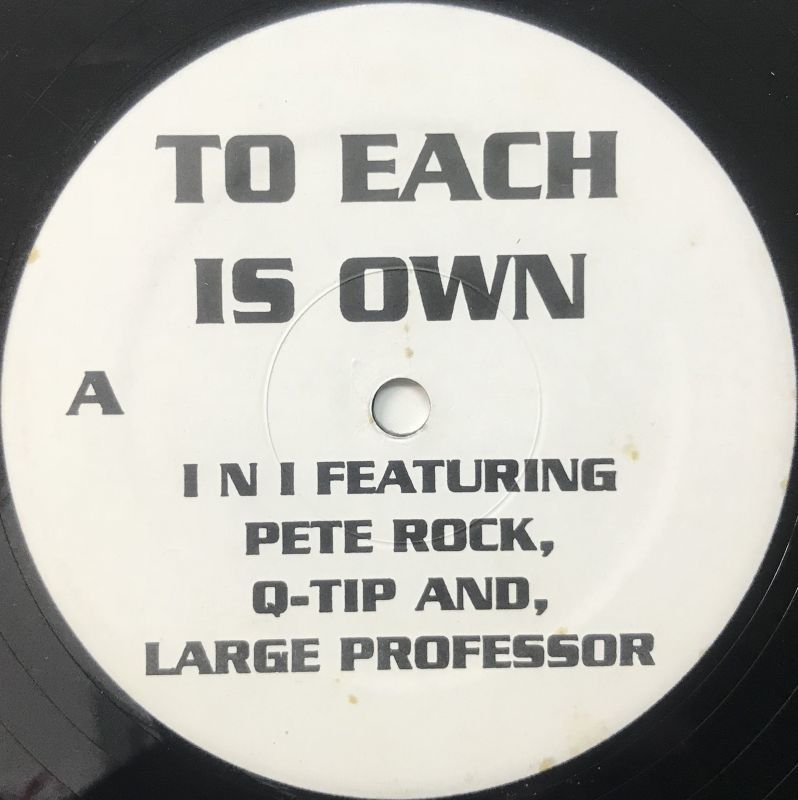 TO EACH
IS OWN
A
I N I FEATURING
PETE ROCK,
Q-TIP AND,
LARGE PROFESSOR